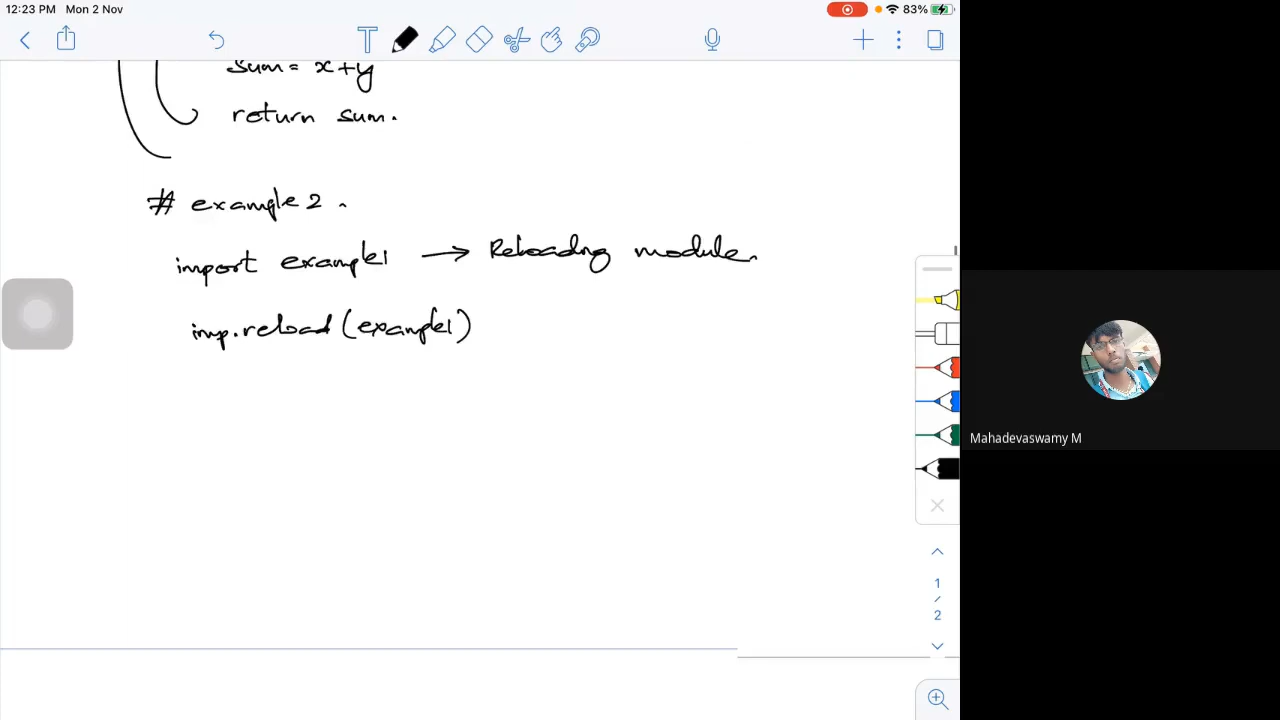 12:23 PM Mon 2 Nov
83%
sum = x+y
return sum.
# example 2.
import example1 → Reloading module.
imp.reload(example1)
Mahadevaswamy M
1
/
2